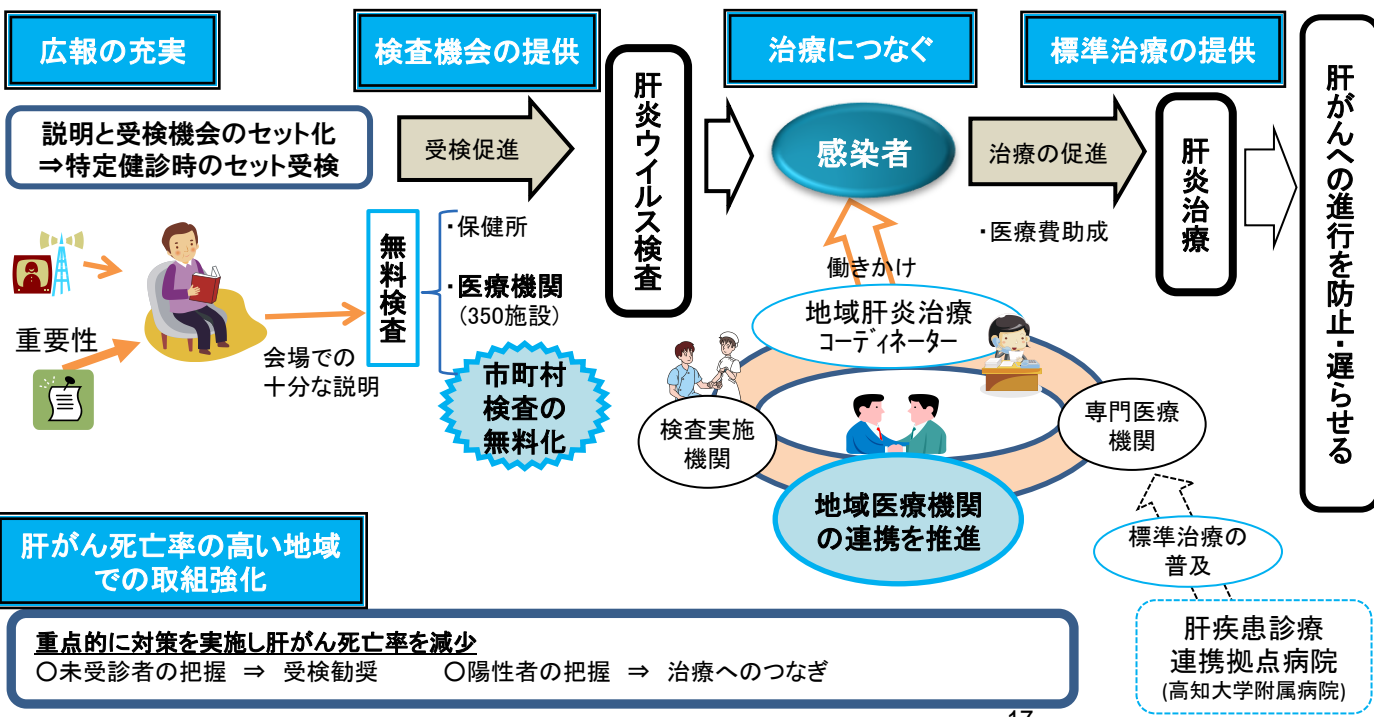 広報の充実
検査機会の提供
治療につなぐ
標準治療の提供
説明と受検機会のセット化
⇒特定健診時のセット受検
受検促進
肝炎ウイルス検査
感染者
治療の促進
・医療費助成
肝炎治療
肝がんへの進行を防止・遅らせる
重要性
会場での
十分な説明
無料検査
・保健所
・医療機関
(350施設)
市町村
検査の
無料化
働きかけ
地域肝炎治療
コーディネーター
検査実施
機関
専門医療
機関
地域医療機関
の連携を推進
標準治療の
普及
肝疾患診療
連携拠点病院
(高知大学附属病院)
肝がん死亡率の高い地域
での取組強化
重点的に対策を実施し肝がん死亡率を減少
○未受診者の把握 ⇒ 受検勧奨 ○陽性者の把握 ⇒ 治療へのつなぎ